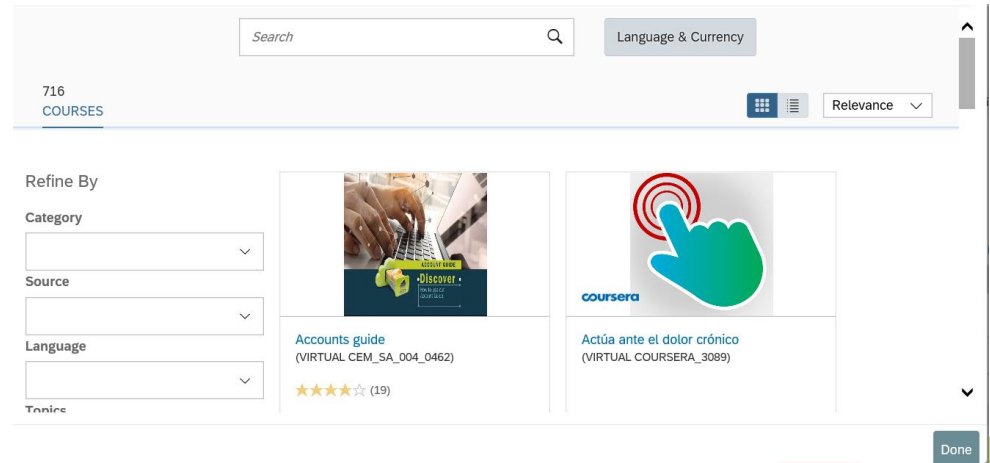 Search
Language & Currency
716
COURSES
Relevance
Refine By
Category
Source
Language
Topics
ACCOUNT GUIDE
•Discover•
coursera
Accounts guide
(VIRTUAL CEM_SA_004_0462)
(19)
Actúa ante el dolor crónico
(VIRTUAL COURSERA_3089)
Done